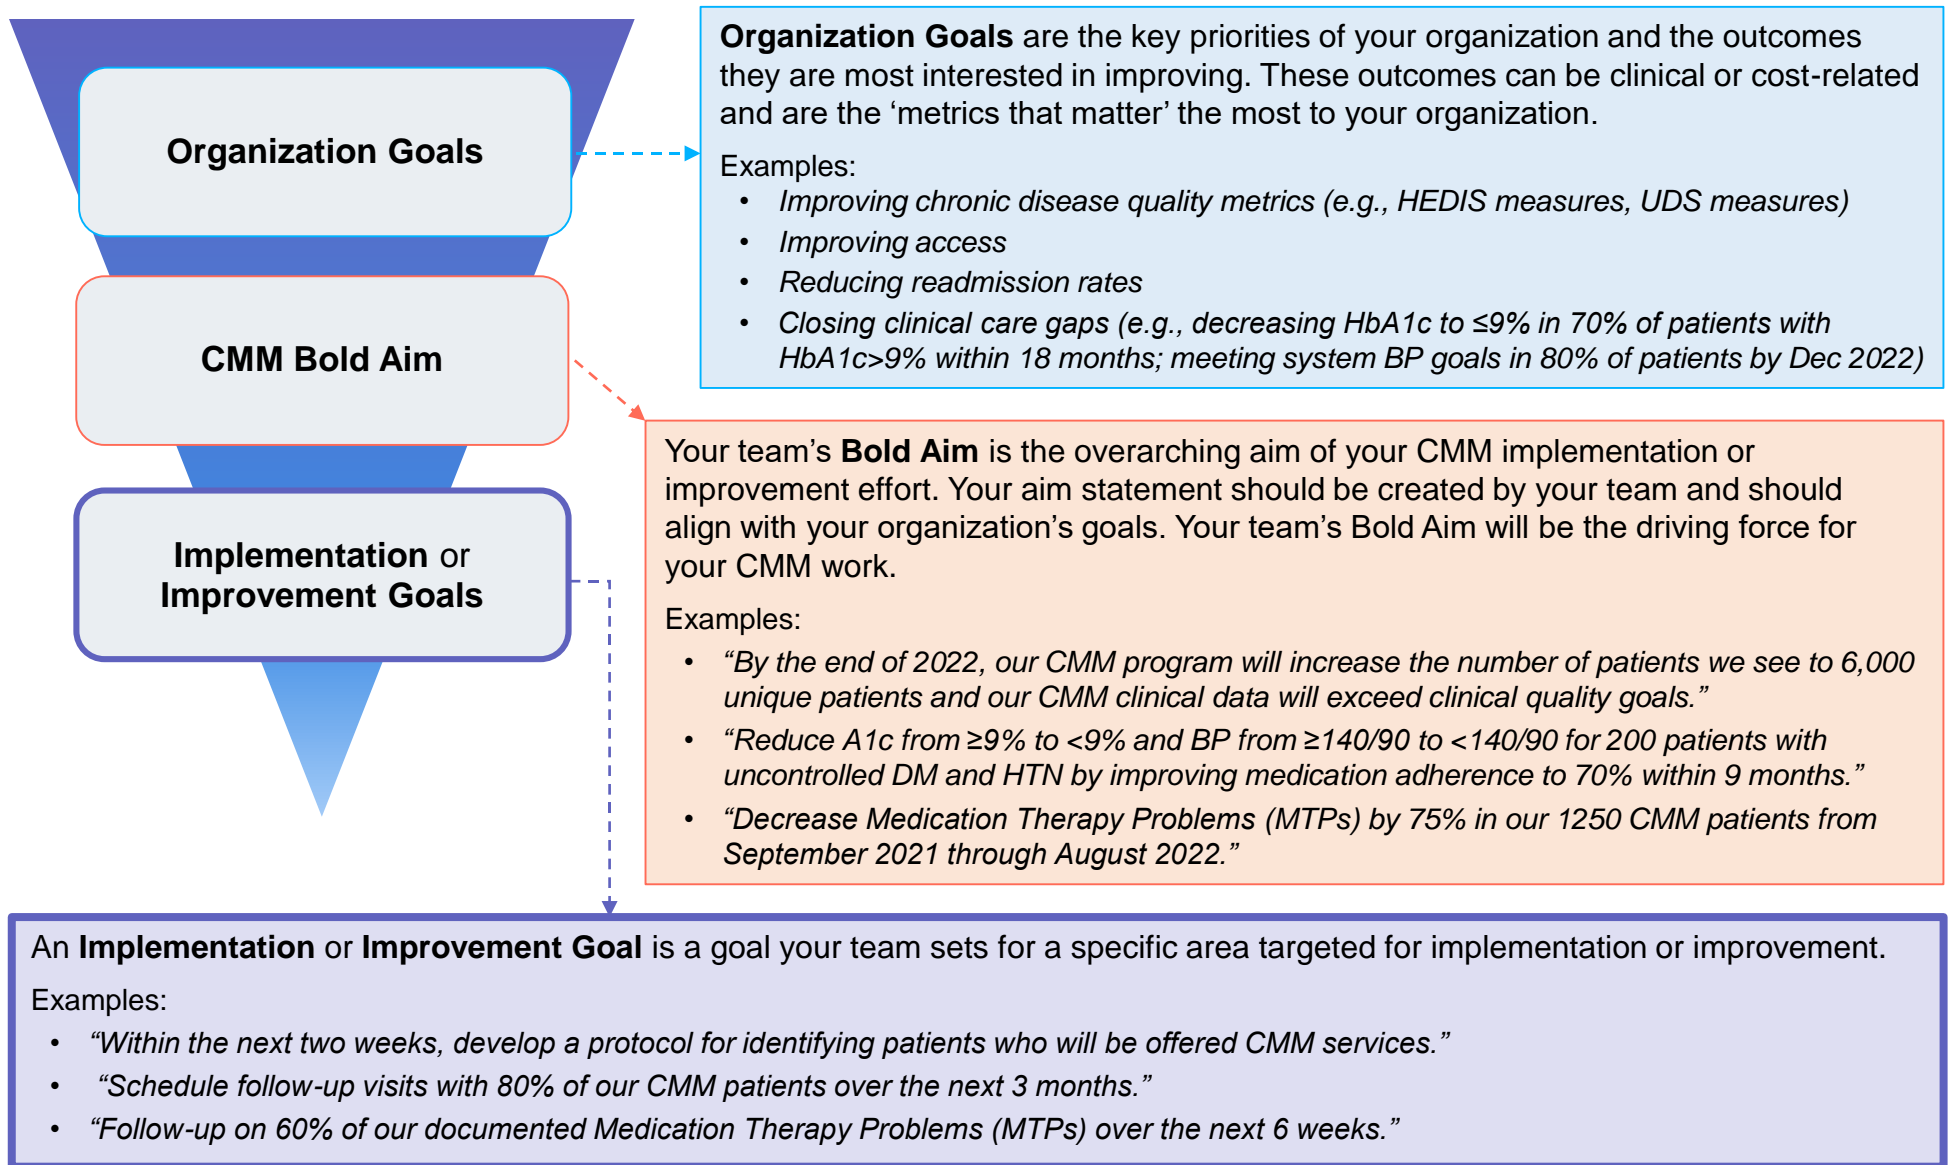 Organization Goals
CMM Bold Aim
Implementation or
Improvement Goals
Organization Goals are the key priorities of your organization and the outcomes
they are most interested in improving. These outcomes can be clinical or cost-related
and are the ‘metrics that matter’ the most to your organization.
Examples:
• Improving chronic disease quality metrics (e.g., HEDIS measures, UDS measures)
• Improving access
• Reducing readmission rates
• Closing clinical care gaps (e.g., decreasing HbA1c to ≤9% in 70% of patients with
HbA1c>9% within 18 months; meeting system BP goals in 80% of patients by Dec 2022)
Your team’s Bold Aim is the overarching aim of your CMM implementation or
improvement effort. Your aim statement should be created by your team and should
align with your organization’s goals. Your team’s Bold Aim will be the driving force for
your CMM work.
Examples:
• “By the end of 2022, our CMM program will increase the number of patients we see to 6,000
unique patients and our CMM clinical data will exceed clinical quality goals.”
• “Reduce A1c from ≥9% to <9% and BP from ≥140/90 to <140/90 for 200 patients with
uncontrolled DM and HTN by improving medication adherence to 70% within 9 months.”
• “Decrease Medication Therapy Problems (MTPs) by 75% in our 1250 CMM patients from
September 2021 through August 2022.”
An Implementation or Improvement Goal is a goal your team sets for a specific area targeted for implementation or improvement.
Examples:
• “Within the next two weeks, develop a protocol for identifying patients who will be offered CMM services.”
• “Schedule follow-up visits with 80% of our CMM patients over the next 3 months.”
• “Follow-up on 60% of our documented Medication Therapy Problems (MTPs) over the next 6 weeks.”